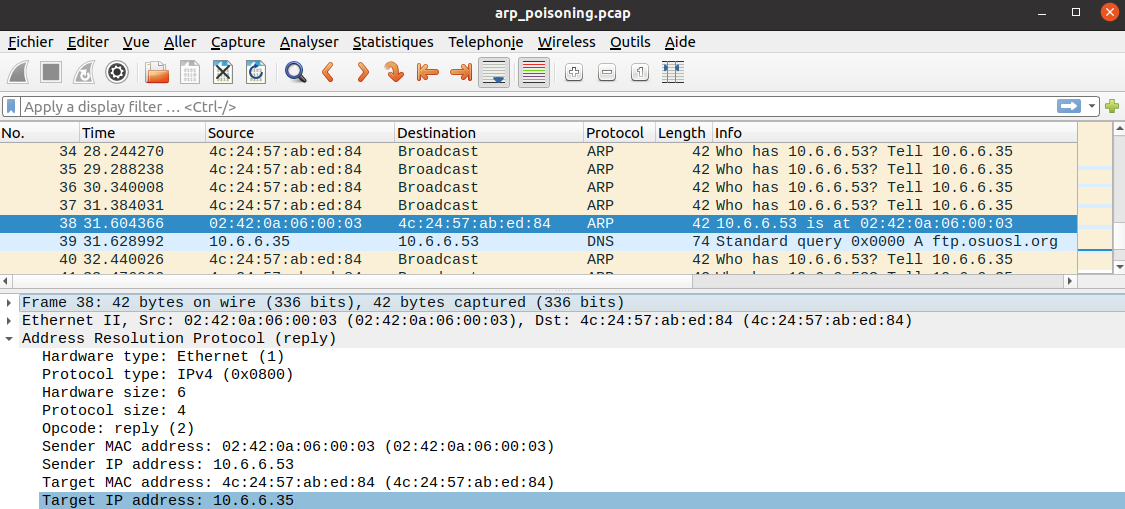 arp_poisoning.pcap
Fichier Editer Vue Aller Capture Analyser Statistiques Telephonie Wireless Outils Aide
Apply a display filter … <Ctrl-/>
No. Time Source Destination Protocol Length Info
34 28.244270 4c:24:57:ab:ed:84 Broadcast ARP 42 Who has 10.6.6.53? Tell 10.6.6.35
35 29.288238 4c:24:57:ab:ed:84 Broadcast ARP 42 Who has 10.6.6.53? Tell 10.6.6.35
36 30.340008 4c:24:57:ab:ed:84 Broadcast ARP 42 Who has 10.6.6.53? Tell 10.6.6.35
37 31.384031 4c:24:57:ab:ed:84 Broadcast ARP 42 Who has 10.6.6.53? Tell 10.6.6.35
38 31.604366 02:42:0a:06:00:03 4c:24:57:ab:ed:84 ARP 42 10.6.6.53 is at 02:42:0a:06:00:03
39 31.628992 10.6.6.35 10.6.6.53 DNS 74 Standard query 0x0000 A ftp.osuosl.org
40 32.440026 4c:24:57:ab:ed:84 Broadcast ARP 42 Who has 10.6.6.53? Tell 10.6.6.35
Frame 38: 42 bytes on wire (336 bits), 42 bytes captured (336 bits)
Ethernet II, Src: 02:42:0a:06:00:03 (02:42:0a:06:00:03), Dst: 4c:24:57:ab:ed:84 (4c:24:57:ab:ed:84)
Address Resolution Protocol (reply)
Hardware type: Ethernet (1)
Protocol type: IPv4 (0x0800)
Hardware size: 6
Protocol size: 4
Opcode: reply (2)
Sender MAC address: 02:42:0a:06:00:03 (02:42:0a:06:00:03)
Sender IP address: 10.6.6.53
Target MAC address: 4c:24:57:ab:ed:84 (4c:24:57:ab:ed:84)
Target IP address: 10.6.6.35